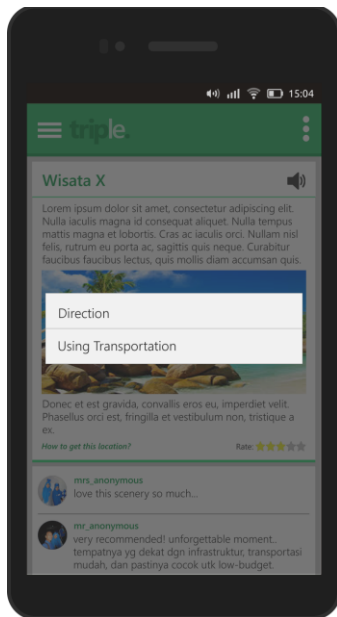 15:04
triple.
Wisata X
Lorem ipsum dolor sit amet, consectetur adipiscing elit.
Nulla iaculis magna id consequat aliquet. Nulla tempus
mattis magna et lobortis. Cras ac iaculis orci. Nullam nisl
felis, rutrum eu porta ac, sagittis quis neque. Curabitur
faucibus faucibus lectus, quis mollis diam accumsan quis.
Direction
Using Transportation
Donec et est gravida, convallis eros eu, imperdiet velit.
Phasellus orci est, fringilla et vestibulum non, tristique a
ex.
How to get this location? Rate:
mrs_anonymous
love this scenery so much...
mr_anonymous
very recommended! unforgettable moment..
tempatnya yg dekat dgn infrastruktur, transportasi
mudah, dan pastinya cocok utk low-budget.